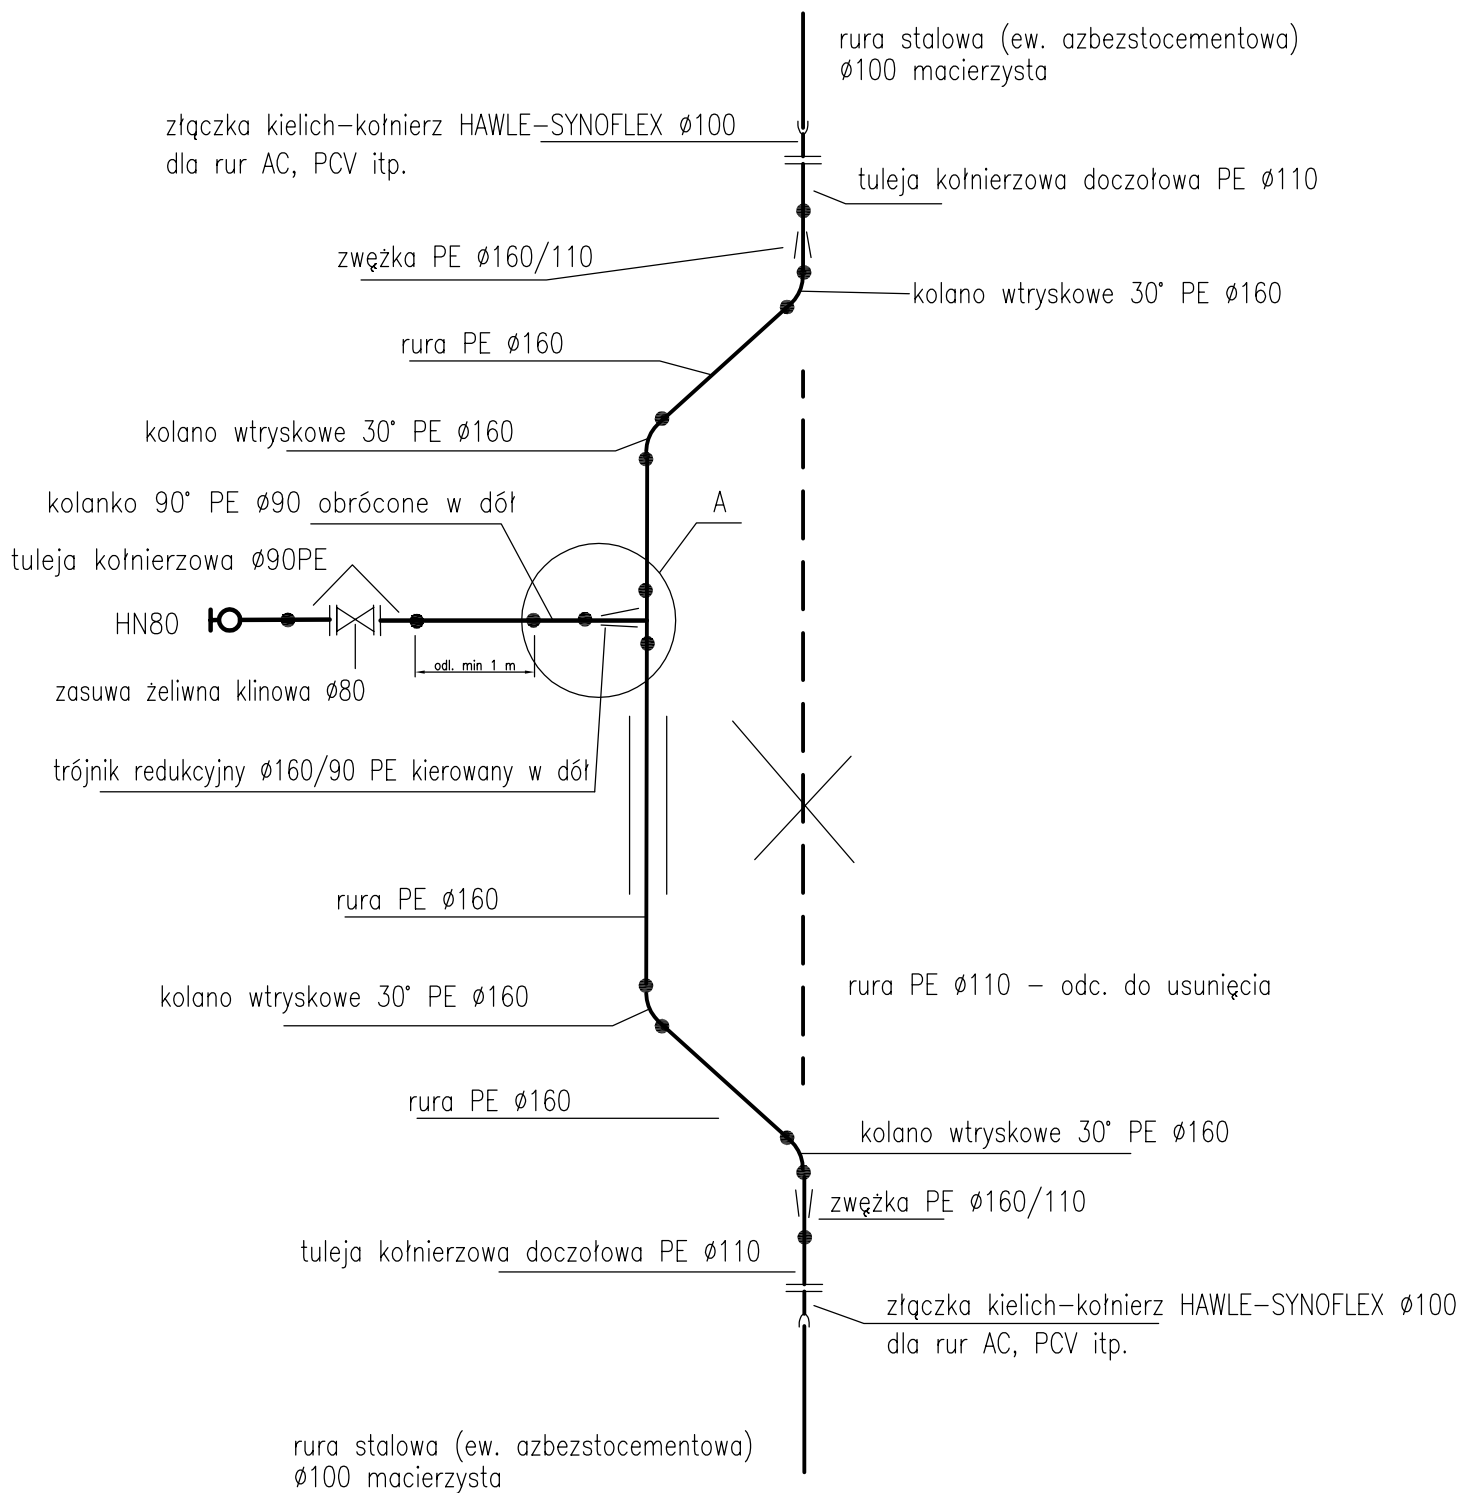 rura stalowa (ew. azbezstocementowa)
Ø100 macierzysta
złączka kielich-kołnierz HAWLE-SYNOFLEX Ø100
dla rur AC, PCV itp.
tuleja kołnierzowa doczołowa PE Ø110
zwężka PE Ø160/110
kolano wtryskowe 30° PE Ø160
rura PE Ø160
kolano wtryskowe 30° PE Ø160
kolanko 90° PE Ø90 obrócone w dół
A
tuleja kołnierzowa Ø90PE
HN80
odl. min 1 m
zasuwa żeliwna klinowa Ø80
trójnik redukcyjny Ø160/90 PE kierowany w dół
rura PE Ø160
rura PE Ø110 - odc. do usunięcia
kolano wtryskowe 30° PE Ø160
rura PE Ø160
kolano wtryskowe 30° PE Ø160
zwężka PE Ø160/110
tuleja kołnierzowa doczołowa PE Ø110
złączka kielich-kołnierz HAWLE-SYNOFLEX Ø100
dla rur AC, PCV itp.
rura stalowa (ew. azbezstocementowa)
Ø100 macierzysta